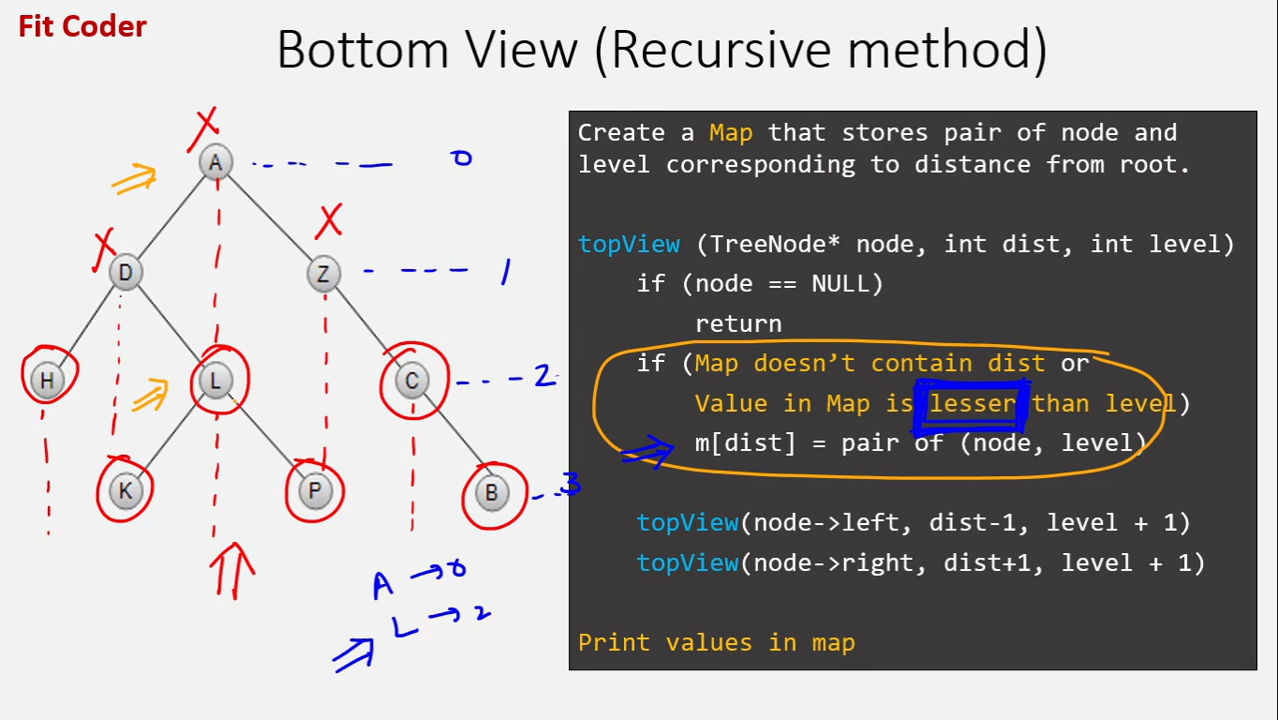 Fit Coder
Bottom View (Recursive method)
X
A 0
X X
D Z 1
H L C 2
K P B 3
A → 0
L → 2
Create a Map that stores pair of node and
level corresponding to distance from root.
topView (TreeNode* node, int dist, int level)
if (node == NULL)
return
if (Map doesn’t contain dist or
Value in Map is lesser than level)
m[dist] = pair of (node, level)
topView(node->left, dist-1, level + 1)
topView(node->right, dist+1, level + 1)
Print values in map